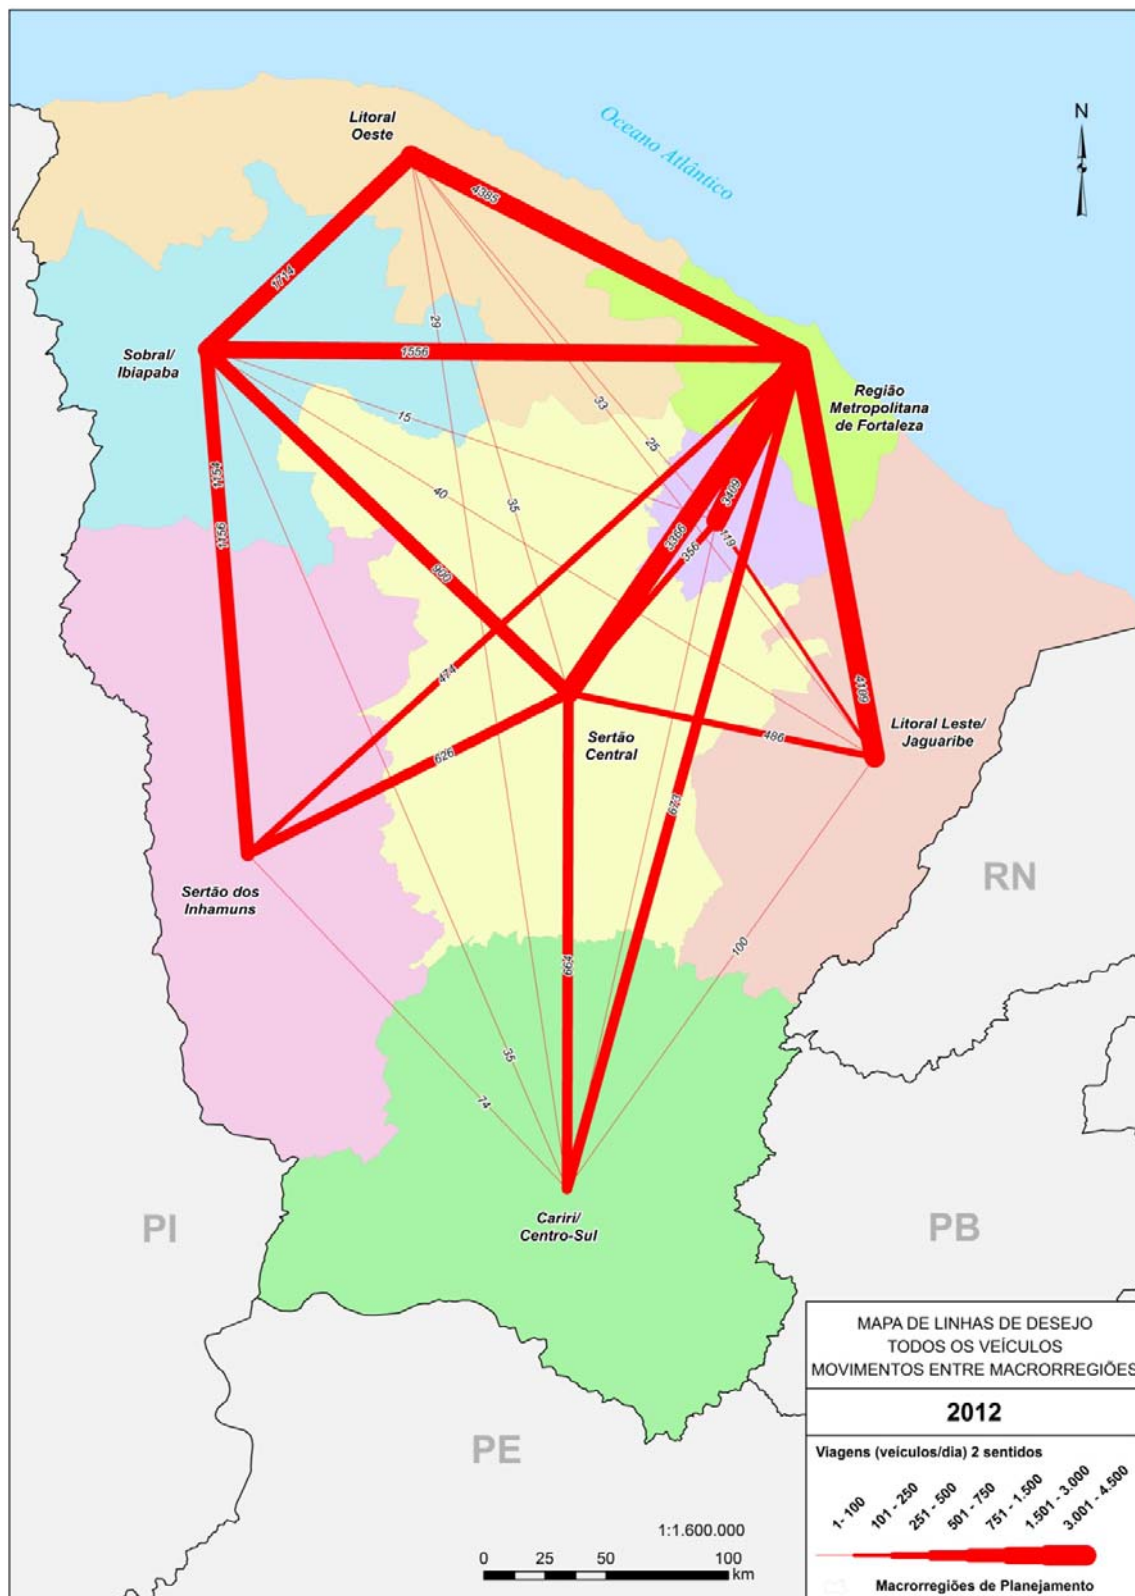 Litoral
Oeste
Oceano Atlântico
N
4385
1714
29
Sobral/
Ibiapaba
1556
Região
Metropolitana
de Fortaleza
33
25
15
40
35
1154
1156
3409
3366
356
119
900
474
626
Sertão
Central
486
4109
Litoral Leste/
Jaguaribe
673
Sertão dos
Inhamuns
RN
664
100
35
74
Cariri/
Centro-Sul
PI
PB
PE
MAPA DE LINHAS DE DESEJO
TODOS OS VEÍCULOS
MOVIMENTOS ENTRE MACRORREGIÕES
2012
Viagens (veículos/dia) 2 sentidos
1- 100
101 - 250
251 - 500
501 - 750
751 - 1.500
1.501 - 3.000
3.001 - 4.500
Macrorregiões de Planejamento
1:1.600.000
0 25 50 100
km